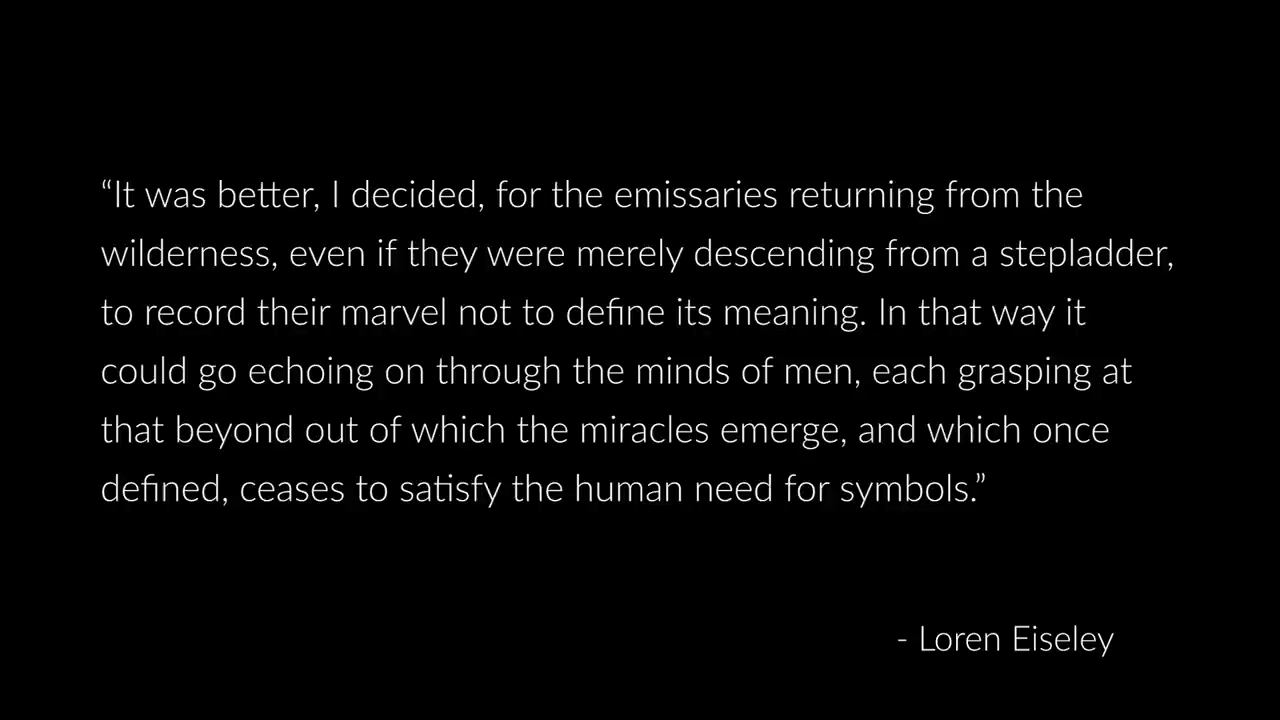 “It was better, I decided, for the emissaries returning from the
wilderness, even if they were merely descending from a stepladder,
to record their marvel not to define its meaning. In that way it
could go echoing on through the minds of men, each grasping at
that beyond out of which the miracles emerge, and which once
defined, ceases to satisfy the human need for symbols.”
- Loren Eiseley